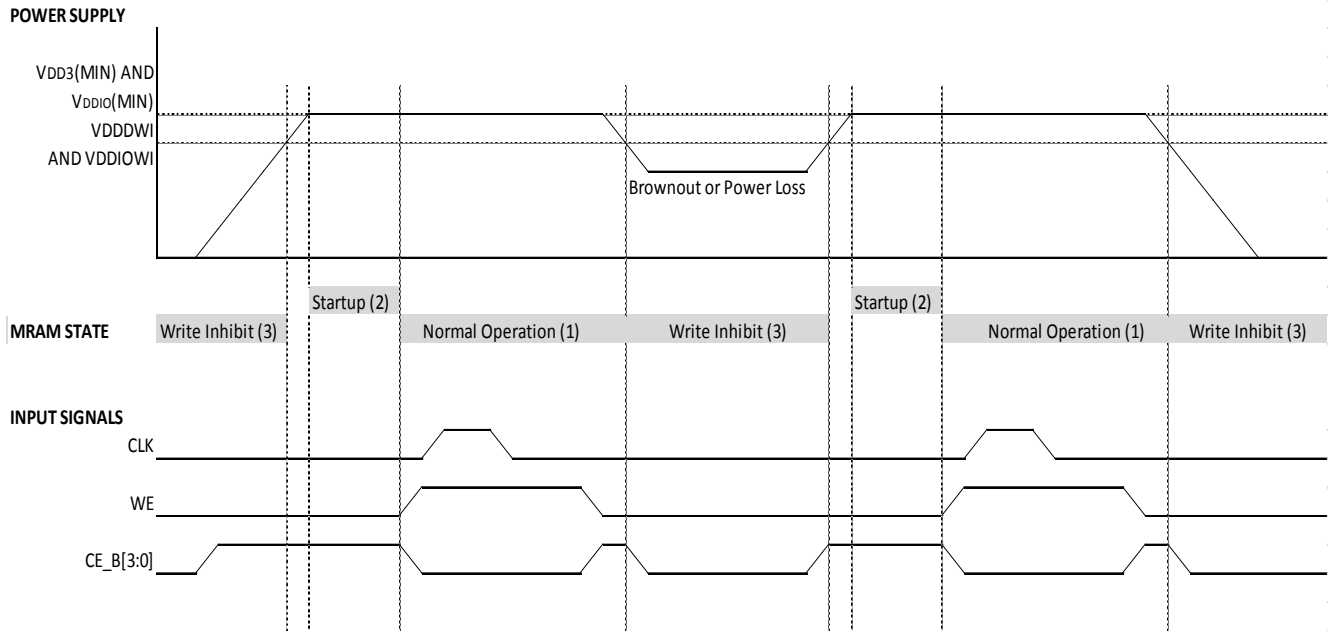 POWER SUPPLY
VDD3(MIN) AND
VDDIO(MIN)
VDDDWI
AND VDDIOWI
Brownout or Power Loss
Startup (2)
Startup (2)
MRAM STATE
Write Inhibit (3)
Normal Operation (1)
Write Inhibit (3)
Normal Operation (1)
Write Inhibit (3)
INPUT SIGNALS
CLK
WE
CE_B[3:0]